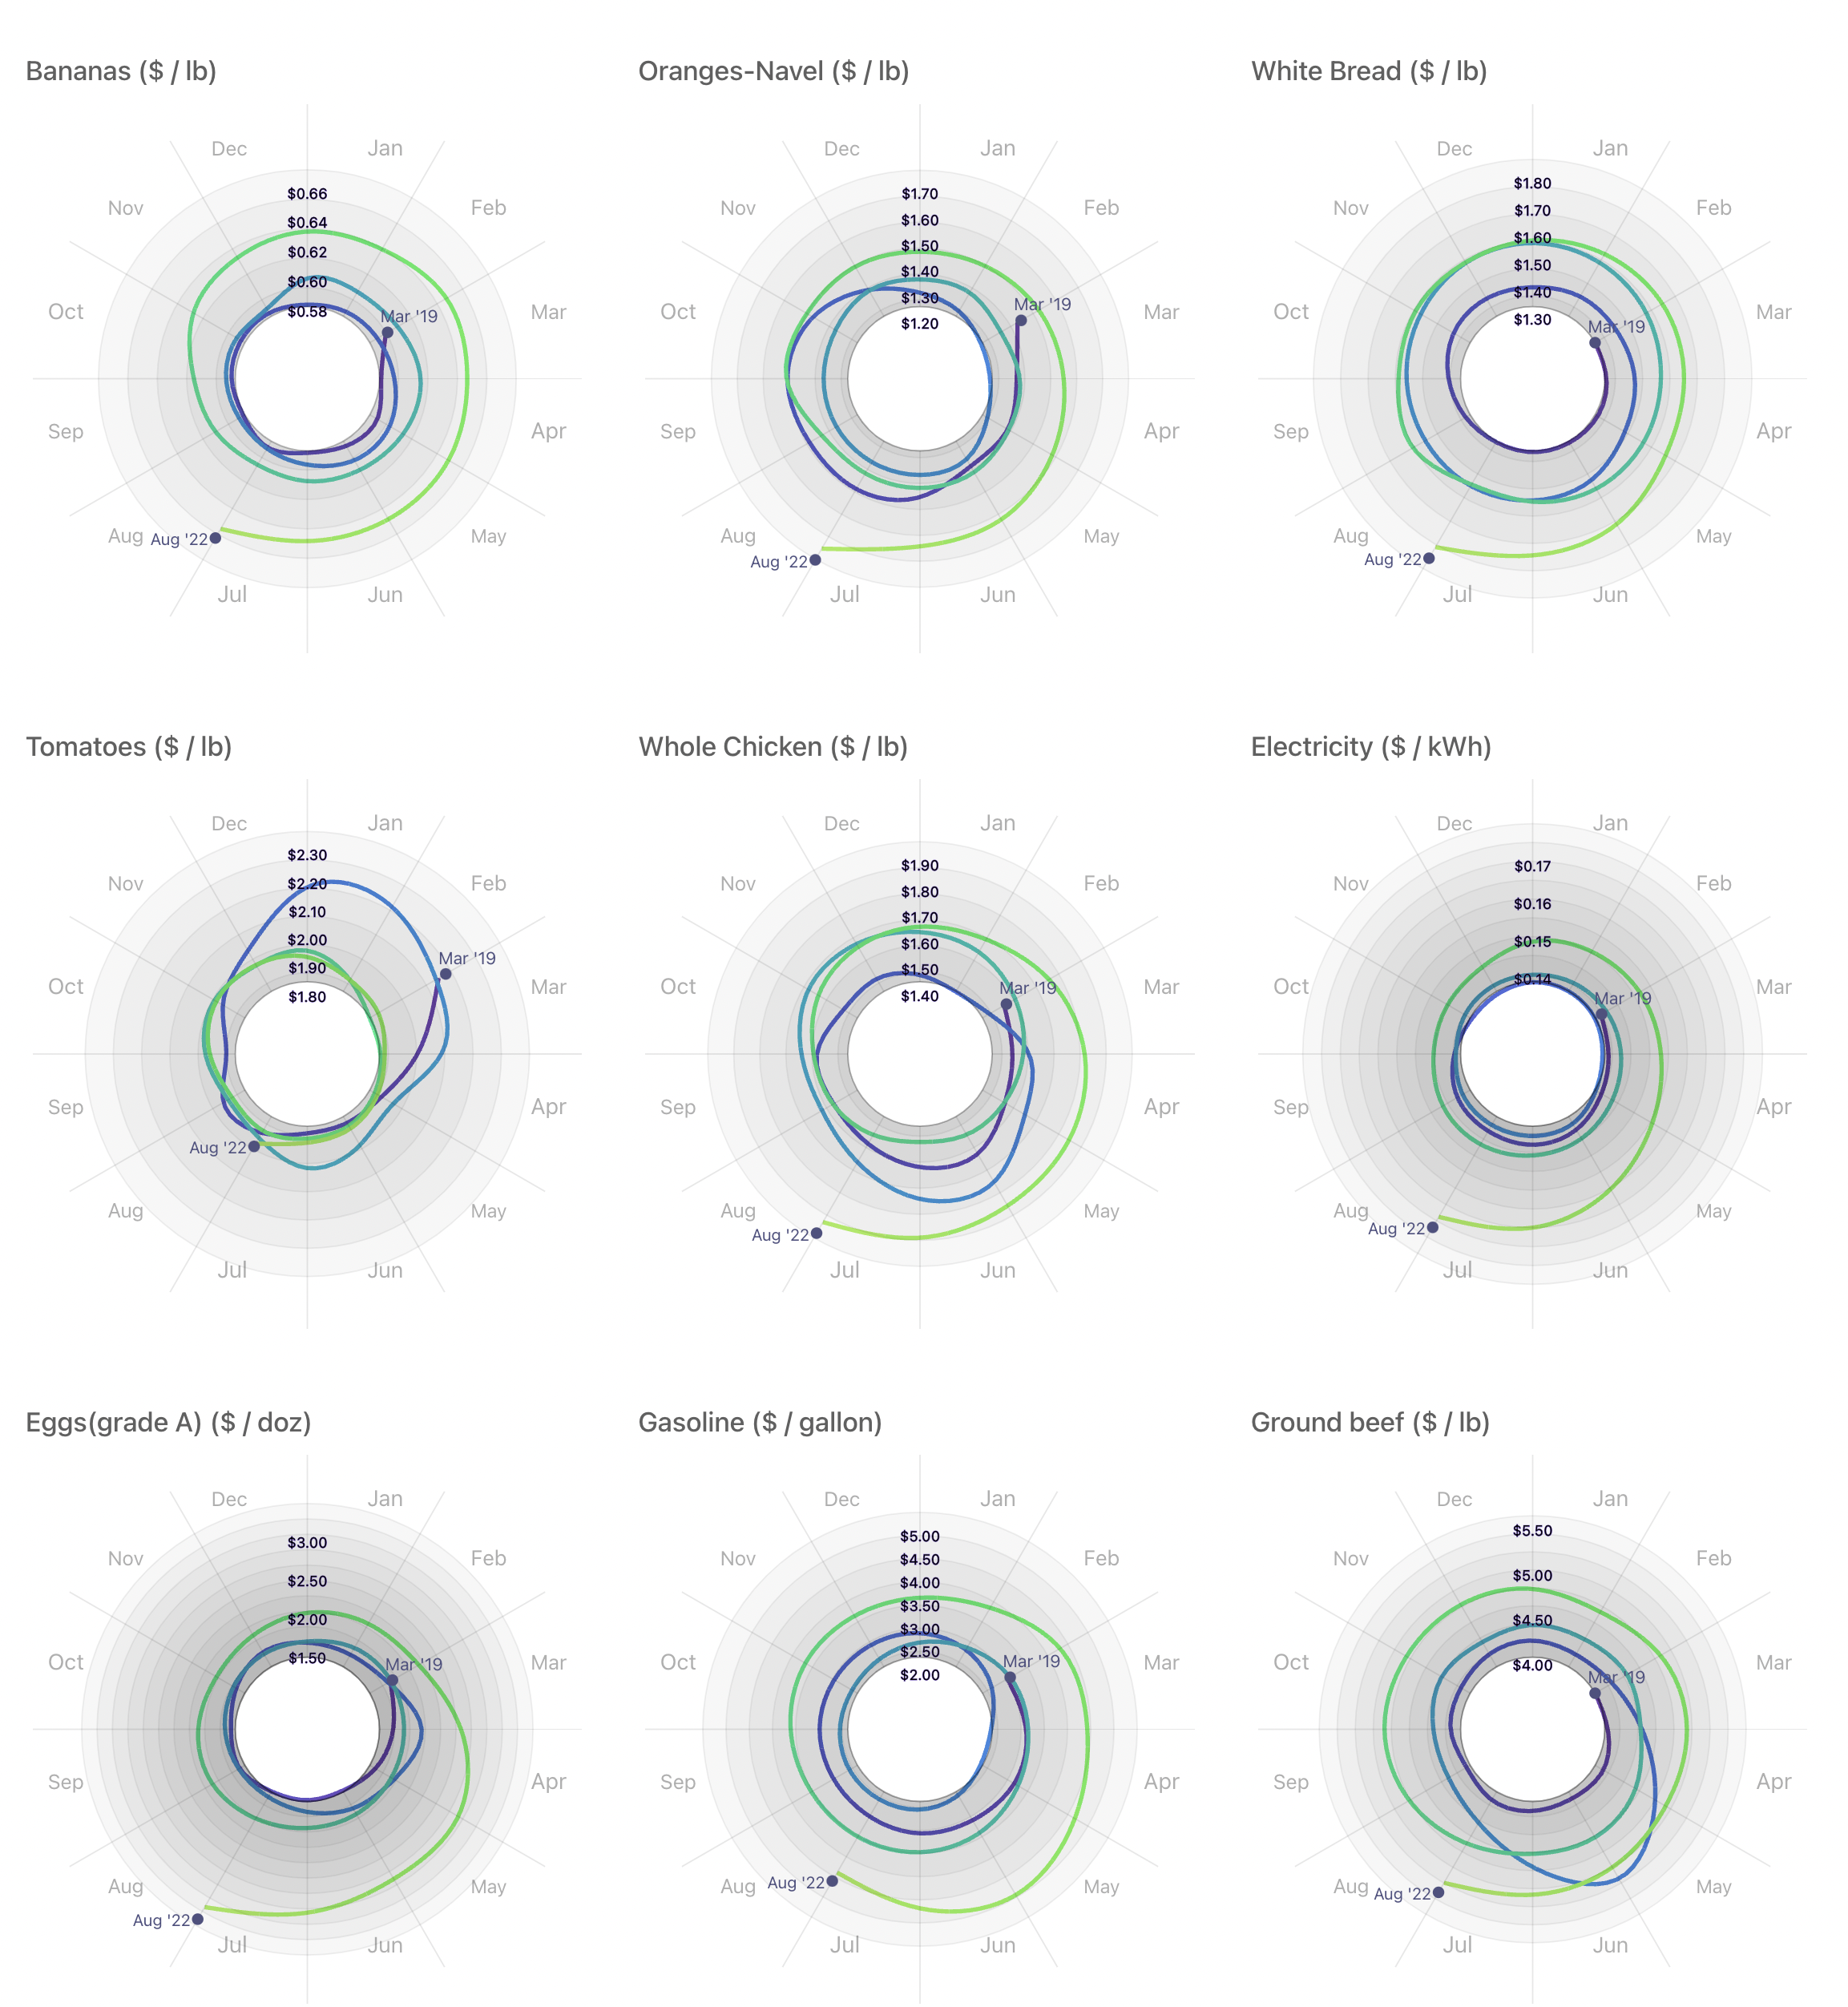 Bananas ($ / lb)
Dec
Jan
$0.66
Nov
Feb
$0.64
$0.62
$0.60
Oct
$0.58
Mar '19
Mar
Sep
Apr
Aug
Aug '22
May
Jul
Jun
Oranges-Navel ($ / lb)
Dec
Jan
$1.70
Nov
Feb
$1.60
$1.50
$1.40
$1.30
Mar '19
Oct
Mar
$1.20
Sep
Apr
Aug
May
Aug '22
Jul
Jun
White Bread ($ / lb)
Dec
Jan
$1.80
Nov
Feb
$1.70
$1.60
$1.50
$1.40
Oct
Mar
$1.30
Mar '19
Sep
Apr
Aug
May
Aug '22
Jul
Jun
Tomatoes ($ / lb)
Dec
Jan
$2.30
Nov
$2.20
Feb
$2.10
$2.00
Mar '19
$1.90
Oct
Mar
$1.80
Sep
Apr
Aug '22
Aug
May
Jul
Jun
Whole Chicken ($ / lb)
Dec
Jan
$1.90
Nov
Feb
$1.80
$1.70
$1.60
$1.50
Oct
Mar '19
Mar
$1.40
Sep
Apr
Aug
May
Aug '22
Jul
Jun
Electricity ($ / kWh)
Dec
Jan
$0.17
Nov
Feb
$0.16
$0.15
$0.14
Oct
Mar
Mar '19
Sep
Apr
Aug
May
Aug '22
Jul
Jun
Eggs(grade A) ($ / doz)
Dec
Jan
$3.00
Nov
Feb
$2.50
$2.00
$1.50
Oct
Mar '19
Mar
Sep
Apr
Aug
May
Aug '22
Jul
Jun
Gasoline ($ / gallon)
Dec
Jan
$5.00
Nov
$4.50
Feb
$4.00
$3.50
$3.00
$2.50
Oct
Mar '19
Mar
$2.00
Sep
Apr
Aug '22
Aug
May
Jul
Jun
Ground beef ($ / lb)
Dec
Jan
$5.50
Nov
Feb
$5.00
$4.50
Oct
$4.00
Mar
Mar '19
Sep
Apr
Aug
Aug '22
May
Jul
Jun